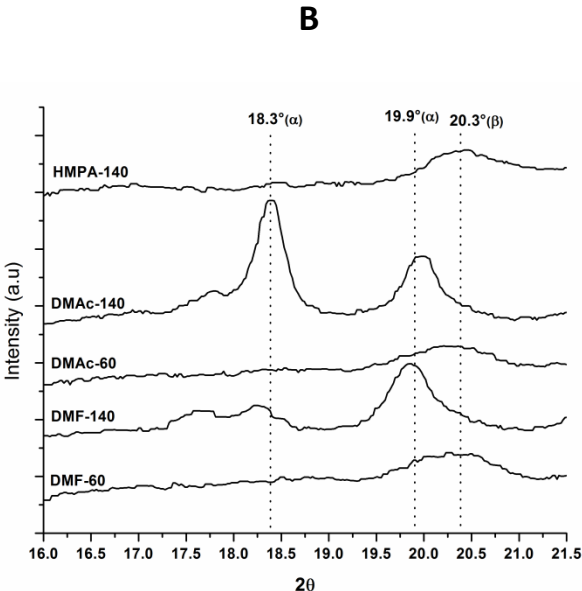 B
18.3°(α)
19.9°(α)
20.3°(β)
HMPA-140
DMAc-140
DMAc-60
DMF-140
DMF-60
Intensity (a.u)
16.0 16.5 17.0 17.5 18.0 18.5 19.0 19.5 20.0 20.5 21.0 21.5
2θ